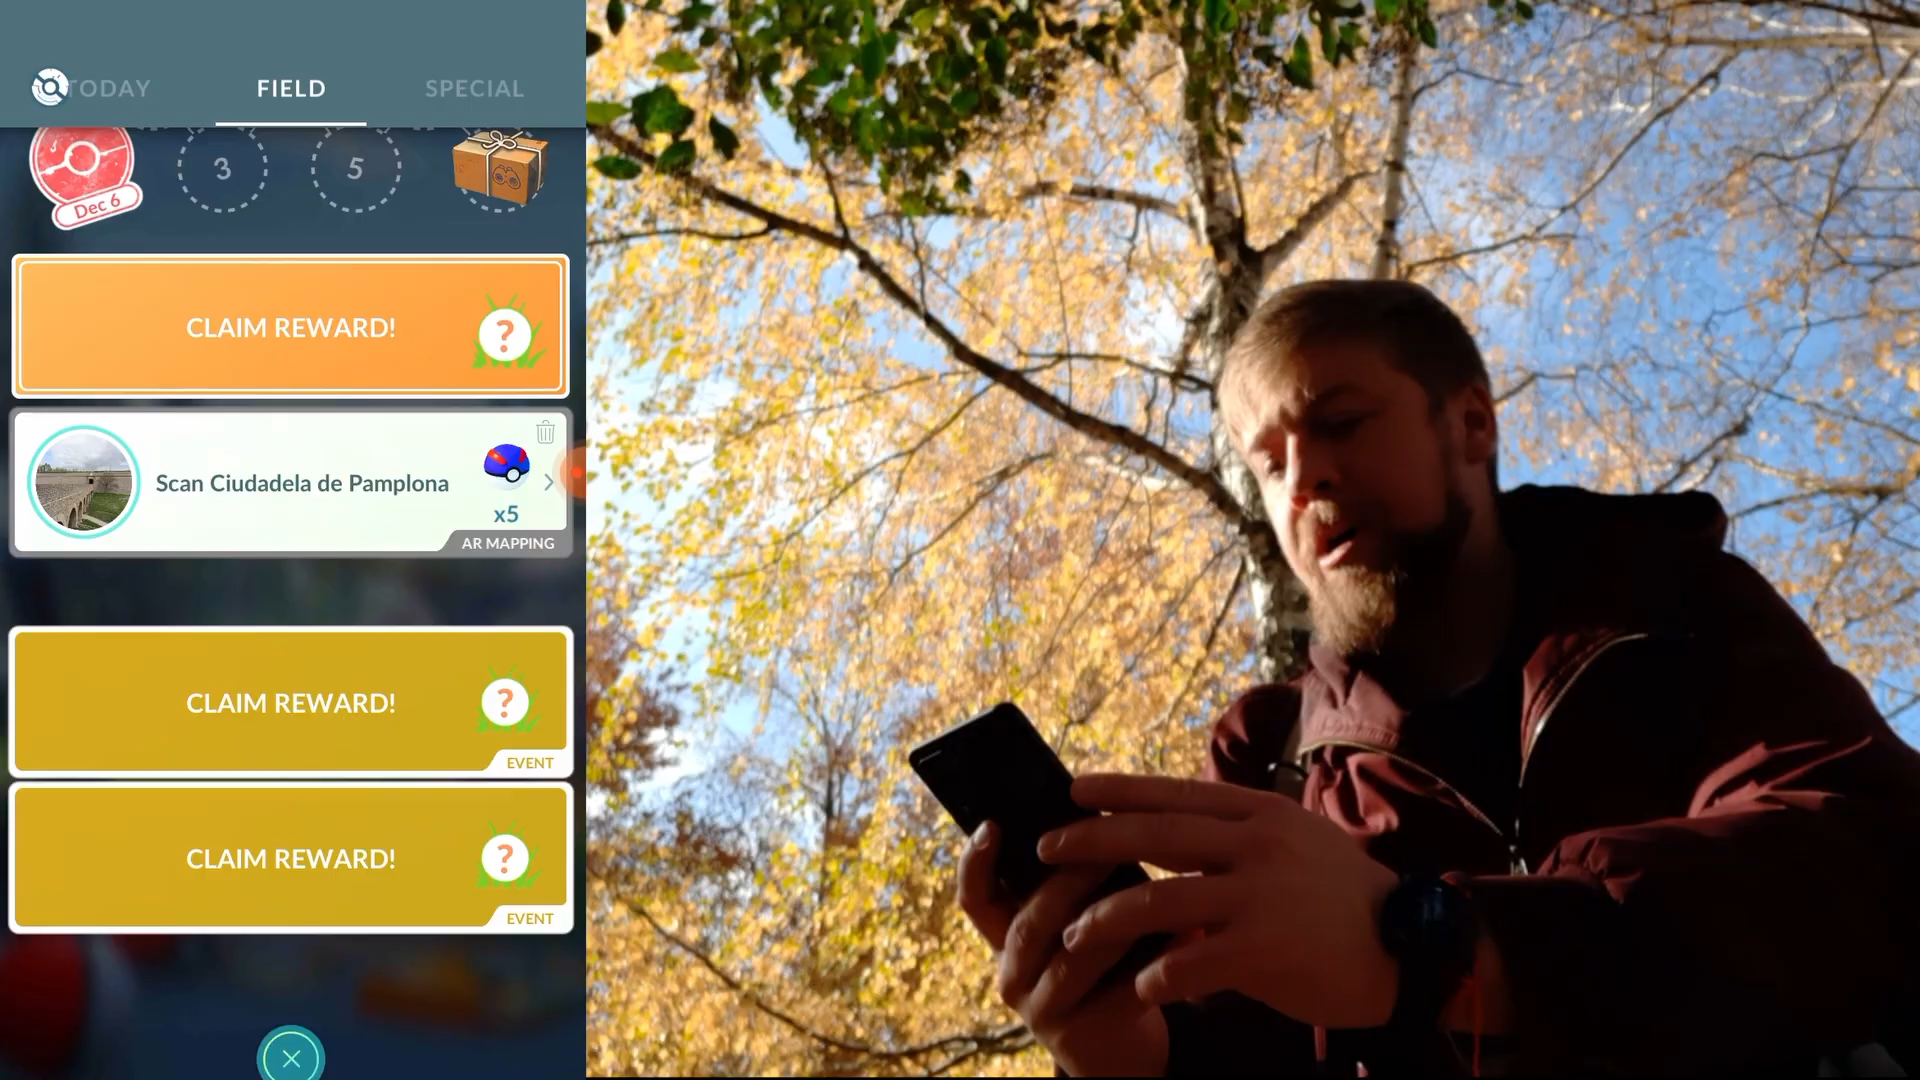 TODAY FIELD SPECIAL
Dec 6 3 5
CLAIM REWARD! ?
Scan Ciudadela de Pamplona
x5
AR MAPPING
CLAIM REWARD! ?
EVENT
CLAIM REWARD! ?
EVENT